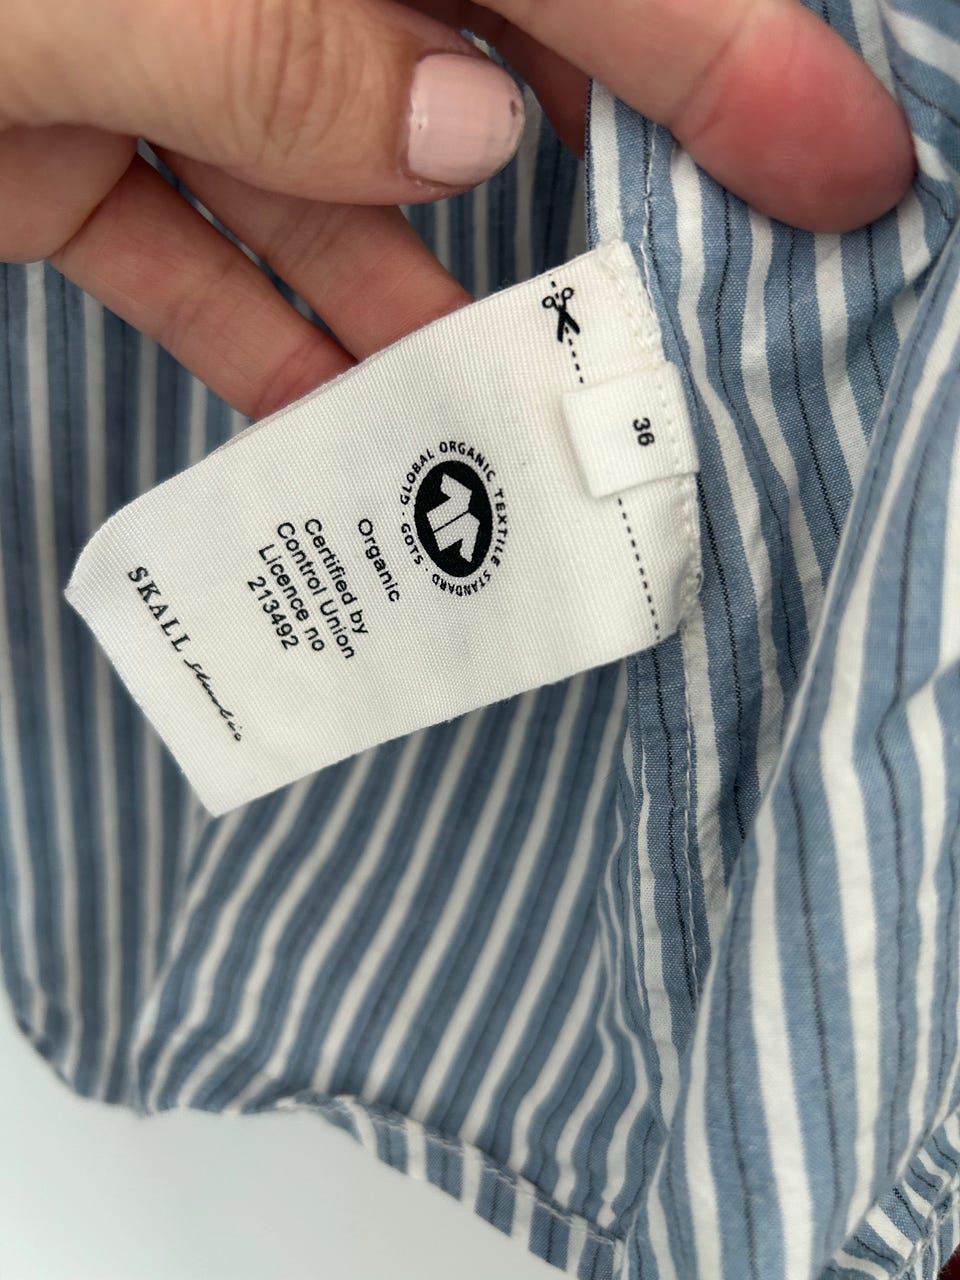 36
GLOBAL ORGANIC TEXTILE STANDARD · GOTS ·
Organic
Certified by
Control Union
Licence no
213492
SKALL studio